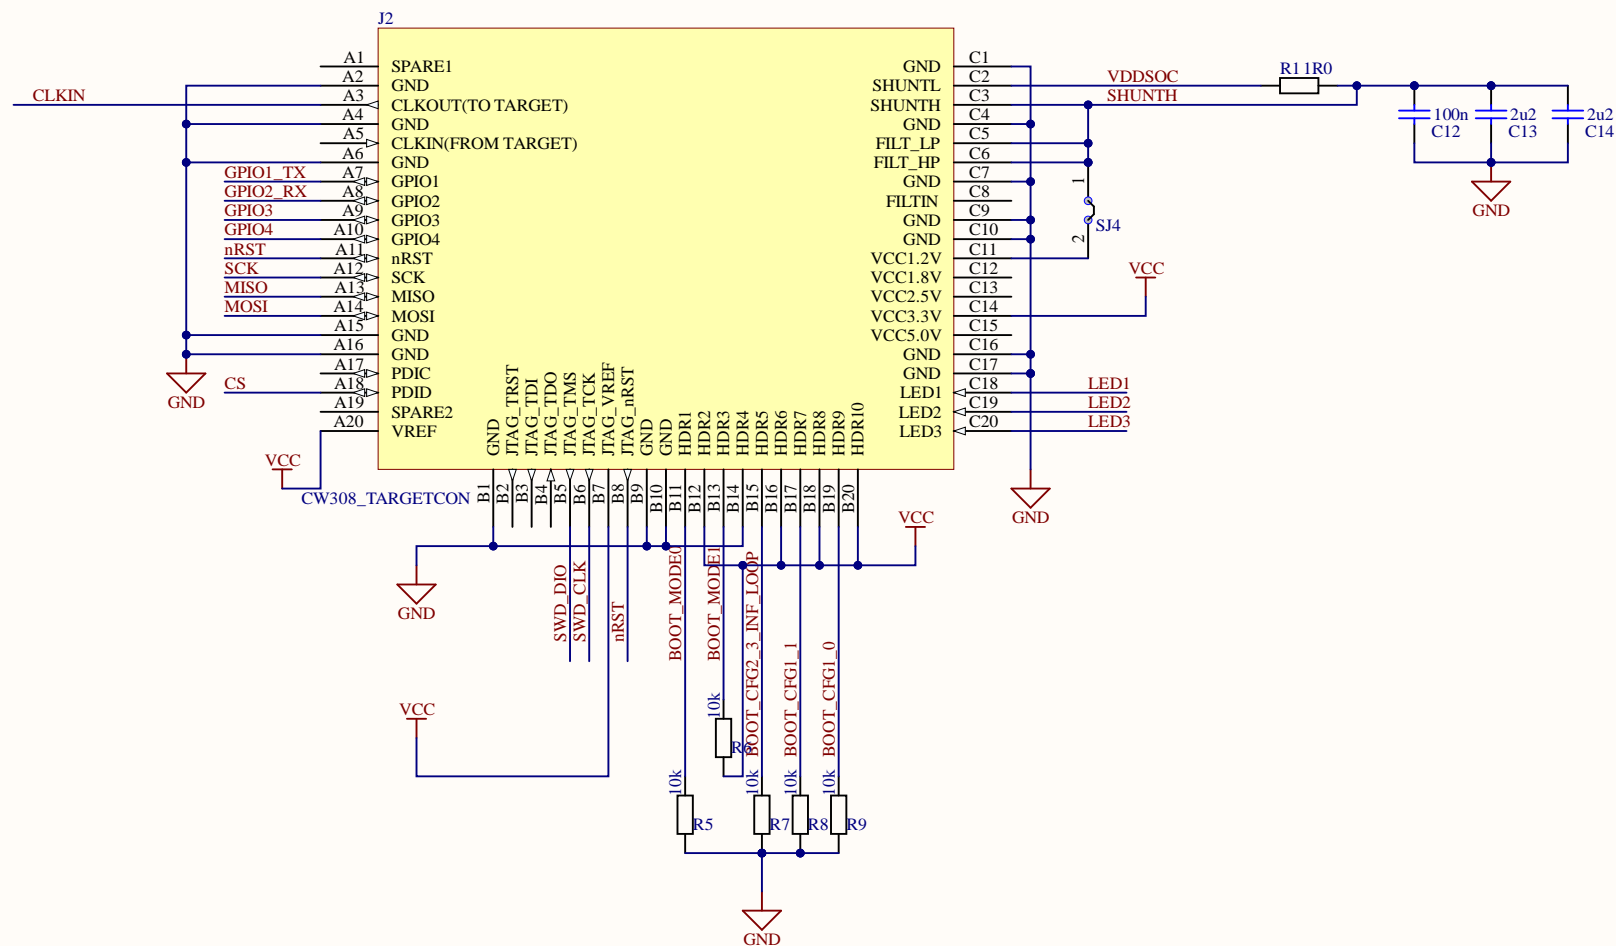 J2
A1 SPARE1
A2 GND
CLKIN A3 CLKOUT(TO TARGET)
A4 GND
A5 CLKIN(FROM TARGET)
A6 GND
GPIO1_TX A7 GPIO1
GPIO2_RX A8 GPIO2
GPIO3 A9 GPIO3
GPIO4 A10 GPIO4
nRST A11 nRST
SCK A12 SCK
MISO A13 MISO
MOSI A14 MOSI
A15 GND
A16 GND
A17 PDIC
CS A18 PDID
A19 SPARE2
A20 VREF
GND
VCC
CW308_TARGETCON
GND C1
SHUNTL C2 VDDSOC
SHUNTH C3 SHUNTH
GND C4
FILT_LP C5
FILT_HP C6
GND C7
FILTIN C8
GND C9
GND C10
VCC1.2V C11
VCC1.8V C12
VCC2.5V C13
VCC3.3V C14
VCC5.0V C15
GND C16
GND C17
LED1 C18 LED1
LED2 C19 LED2
LED3 C20 LED3
R11R0
100n
C12
2u2
C13
2u2
C14
GND
1
2
SJ4
VCC
GND
GND B1
JTAG_TRST B2
JTAG_TDI B3
JTAG_TDO B4
JTAG_TMS B5
JTAG_TCK B6
JTAG_VREF B7
JTAG_nRST B8
GND B9
GND B10
HDR1 B11
HDR2 B12
HDR3 B13
HDR4 B14
HDR5 B15
HDR6 B16
HDR7 B17
HDR8 B18
HDR9 B19
HDR10 B20
VCC
GND
SWD_DIO
SWD_CLK
nRST
BOOT_MODE0
BOOT_MODE1
BOOT_CFG2_3_INF_LOOP
BOOT_CFG1_1
BOOT_CFG1_0
VCC
10k
R6
10k
R5
10k
R7
10k
R8
10k
R9
GND